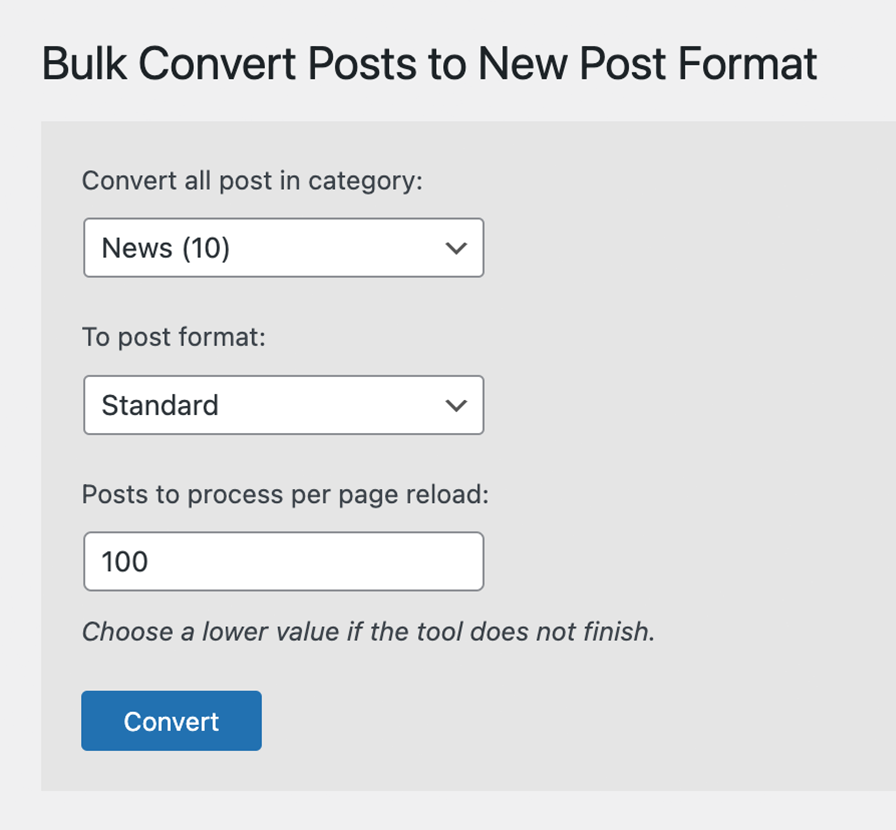 Bulk Convert Posts to New Post Format
Convert all post in category:
News (10)
To post format:
Standard
Posts to process per page reload:
100
Choose a lower value if the tool does not finish.
Convert